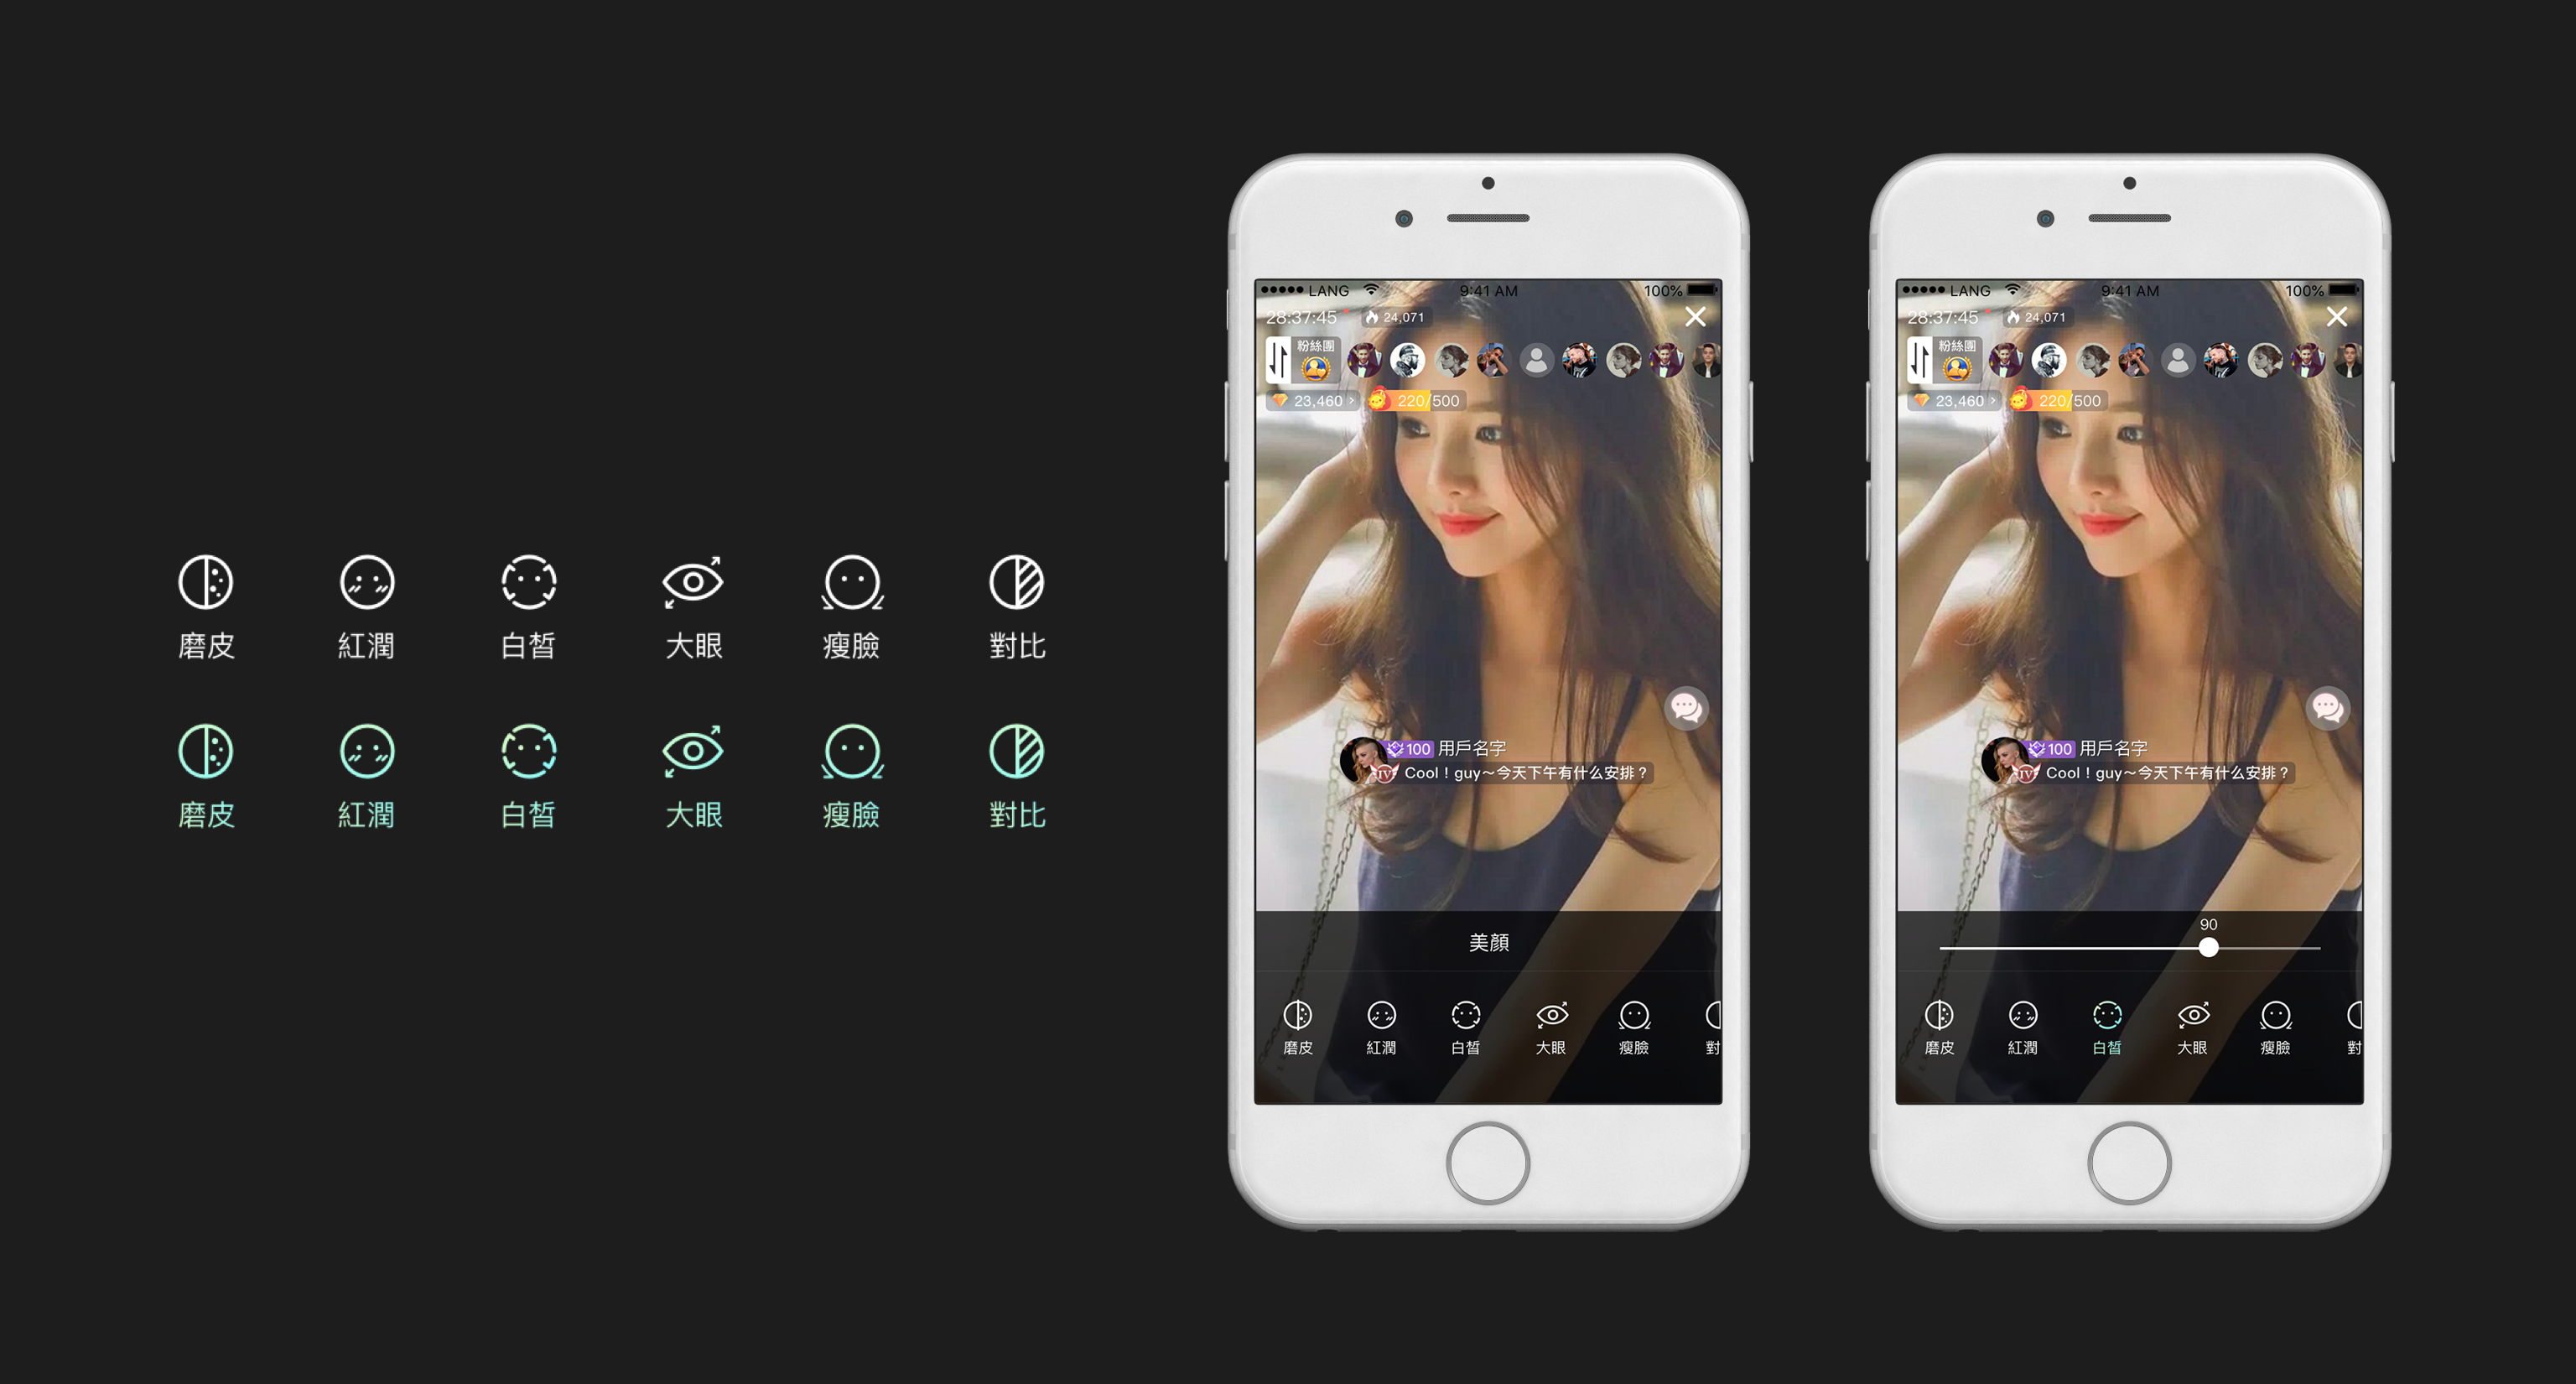 磨皮 紅潤 白皙 大眼 瘦臉 對比
磨皮 紅潤 白皙 大眼 瘦臉 對比
LANG 9:41 AM 100%
28:37:45 24,071
粉絲團
23,460 220/500
100 用戶名字
IV Cool！guy～今天下午有什么安排？
美顏
磨皮 紅潤 白皙 大眼 瘦臉 對
LANG 9:41 AM 100%
28:37:45 24,071
粉絲團
23,460 220/500
100 用戶名字
IV Cool！guy～今天下午有什么安排？
90
磨皮 紅潤 白皙 大眼 瘦臉 對